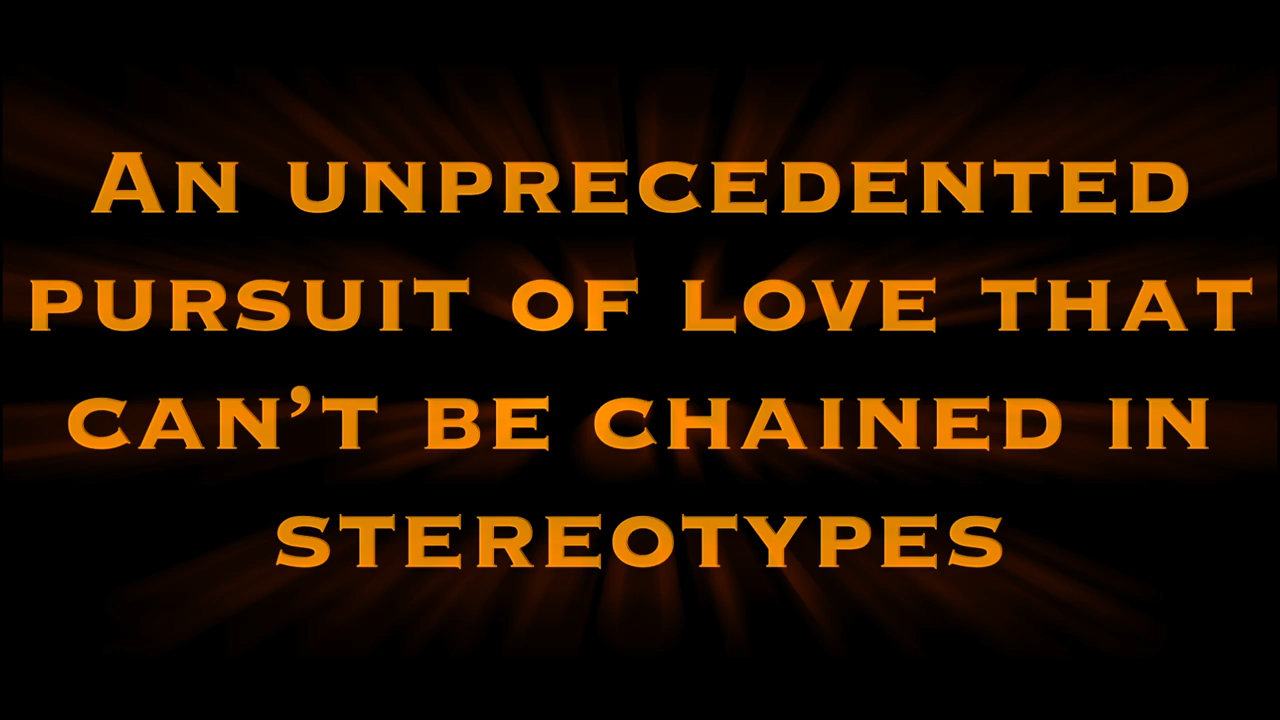 An unprecedented
pursuit of love that
can’t be chained in
stereotypes